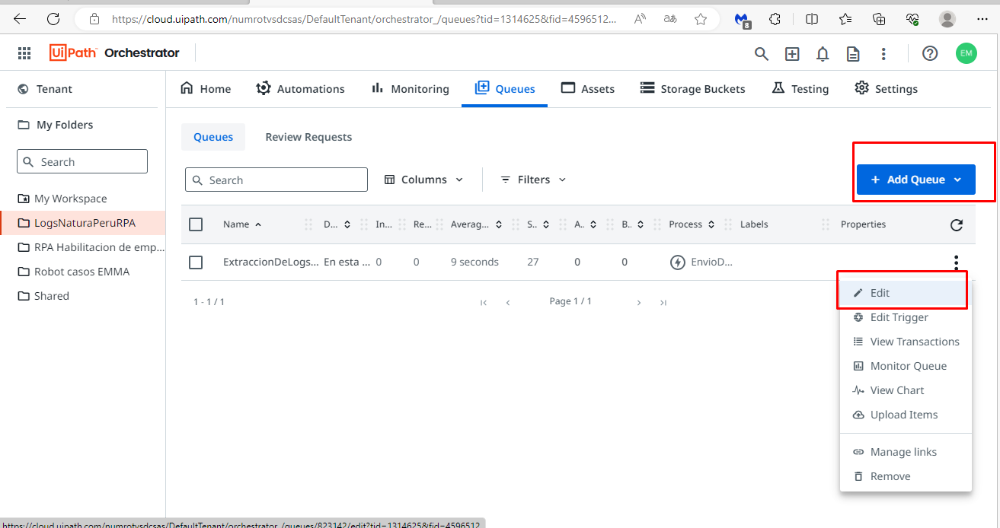 https://cloud.uipath.com/numrotvsdcsas/DefaultTenant/orchestrator_/queues?tid=1314625&fid=4596512...
8
UiPath Orchestrator
EM
Tenant
Home Automations Monitoring Queues Assets Storage Buckets Testing Settings
My Folders
Search
My Workspace
LogsNaturaPeruRPA
RPA Habilitacion de emp...
Robot casos EMMA
Shared
Queues Review Requests
Search Columns Filters + Add Queue
Name D... In... Re... Averag... S.. A.. B.. Process Labels Properties
ExtraccionDeLogs... En esta ... 0 0 9 seconds 27 0 0 EnvioD...
1 - 1 / 1 Page 1 / 1
Edit
Edit Trigger
View Transactions
Monitor Queue
View Chart
Upload Items
Manage links
Remove
https://cloud.uipath.com/numrotvsdcsas/DefaultTenant/orchestrator_/queues/823142/edit?tid=1314625&fid=4596512